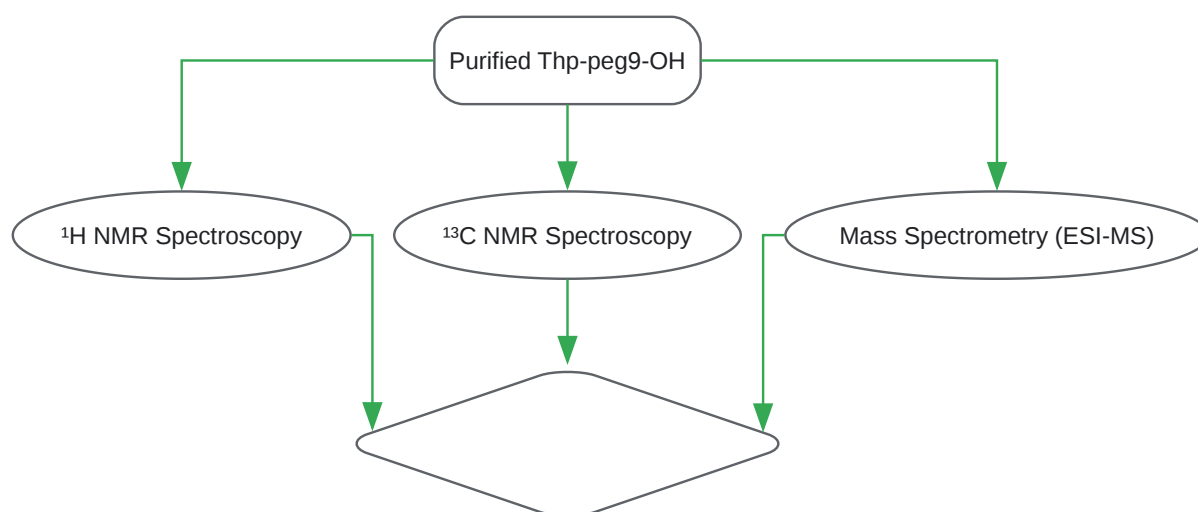 Purified Thp-peg9-OH
¹H NMR Spectroscopy
¹³C NMR Spectroscopy
Mass Spectrometry (ESI-MS)